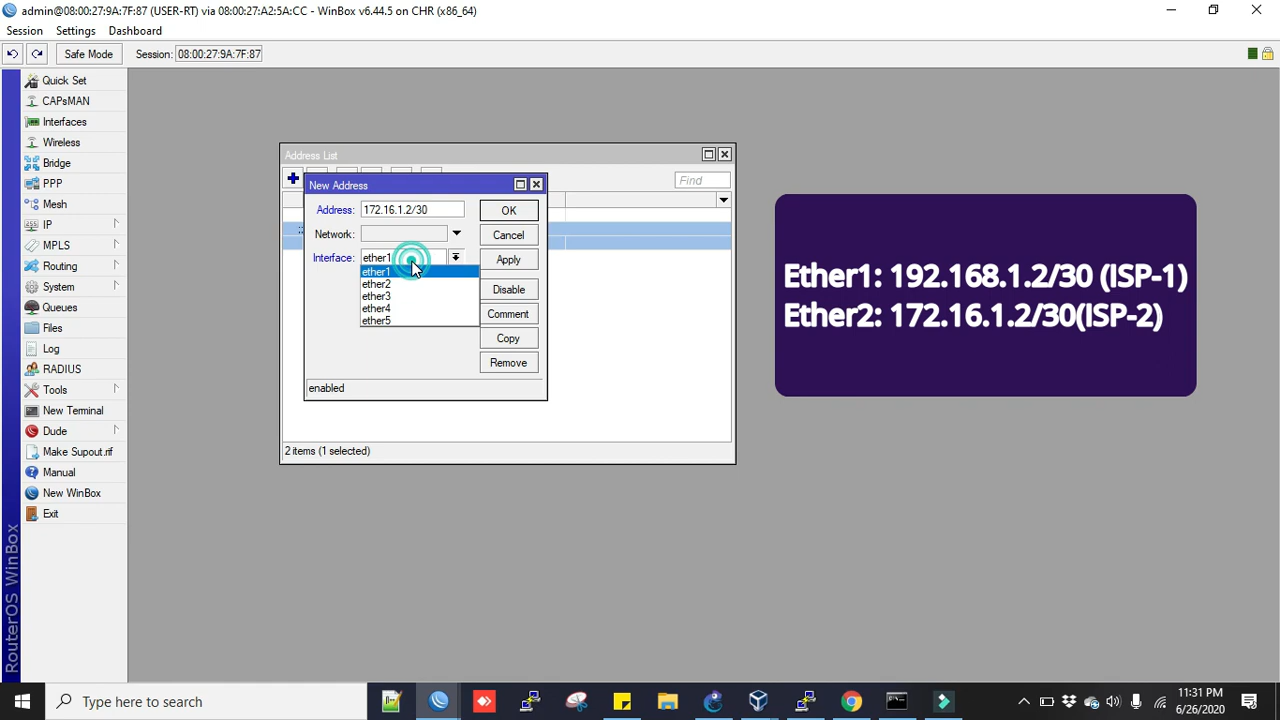 admin@08:00:27:9A:7F:87 (USER-RT) via 08:00:27:A2:5A:CC - WinBox v6.44.5 on CHR (x86_64)
Session Settings Dashboard
Safe Mode Session: 08:00:27:9A:7F:87
Quick Set
CAPsMAN
Interfaces
Wireless
Bridge
PPP
Mesh
IP
MPLS
Routing
System
Queues
Files
Log
RADIUS
Tools
New Terminal
Dude
Make Supout.rif
Manual
New WinBox
Exit
RouterOS WinBox
Address List
Find
New Address
Address: 172.16.1.2/30
Network:
Interface: ether1
ether1
ether2
ether3
ether4
ether5
OK
Cancel
Apply
Disable
Comment
Copy
Remove
enabled
2 items (1 selected)
Ether1: 192.168.1.2/30 (ISP-1)
Ether2: 172.16.1.2/30(ISP-2)
Type here to search
11:31 PM
6/26/2020